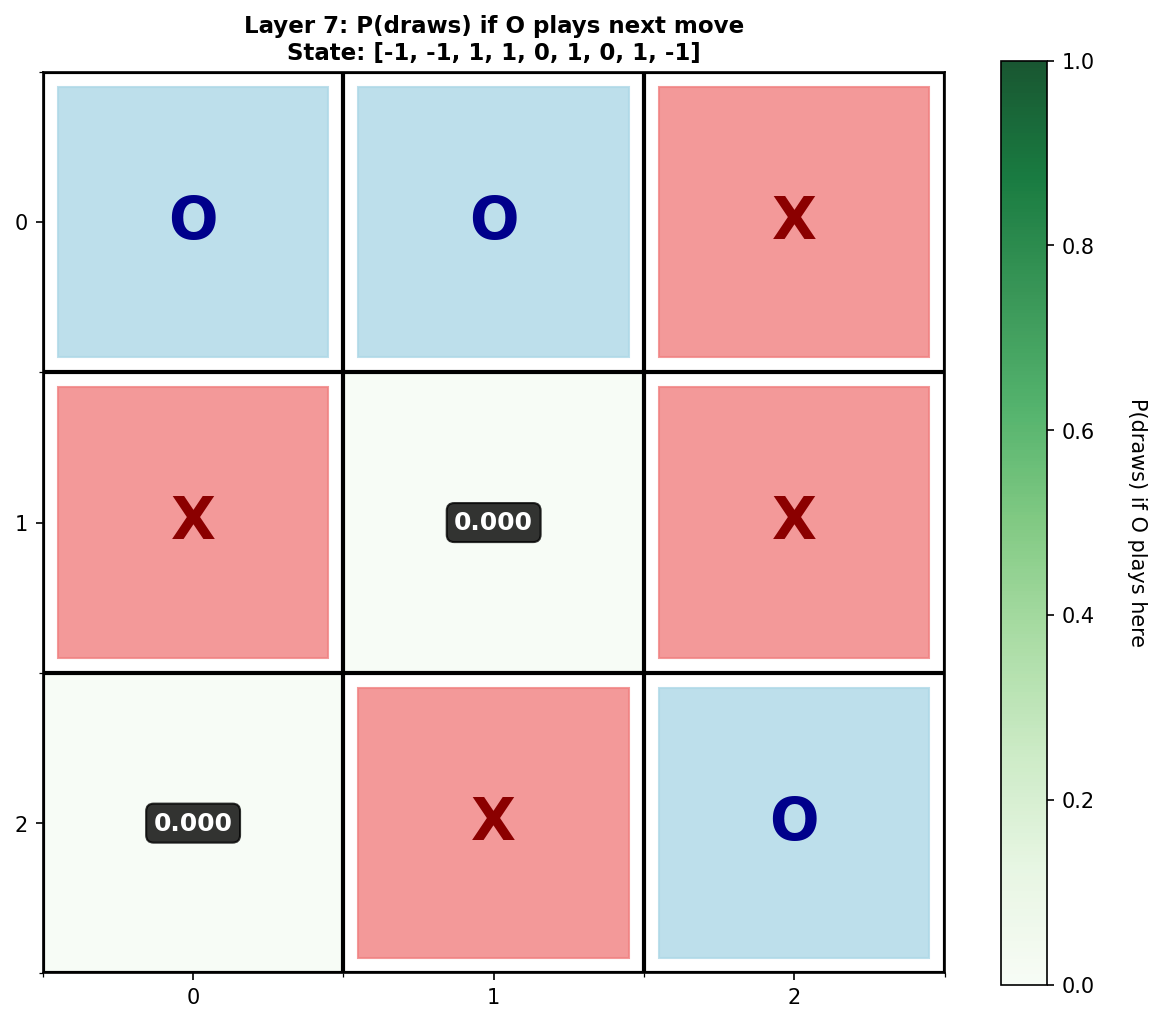 Layer 7: P(draws) if O plays next move
State: [-1, -1, 1, 1, 0, 1, 0, 1, -1]
1.0
O O X
0
0.8
P(draws) if O plays here
0.6
X 0.000 X
1
0.4
0.2
0.000 X O
2
0.0
0 1 2